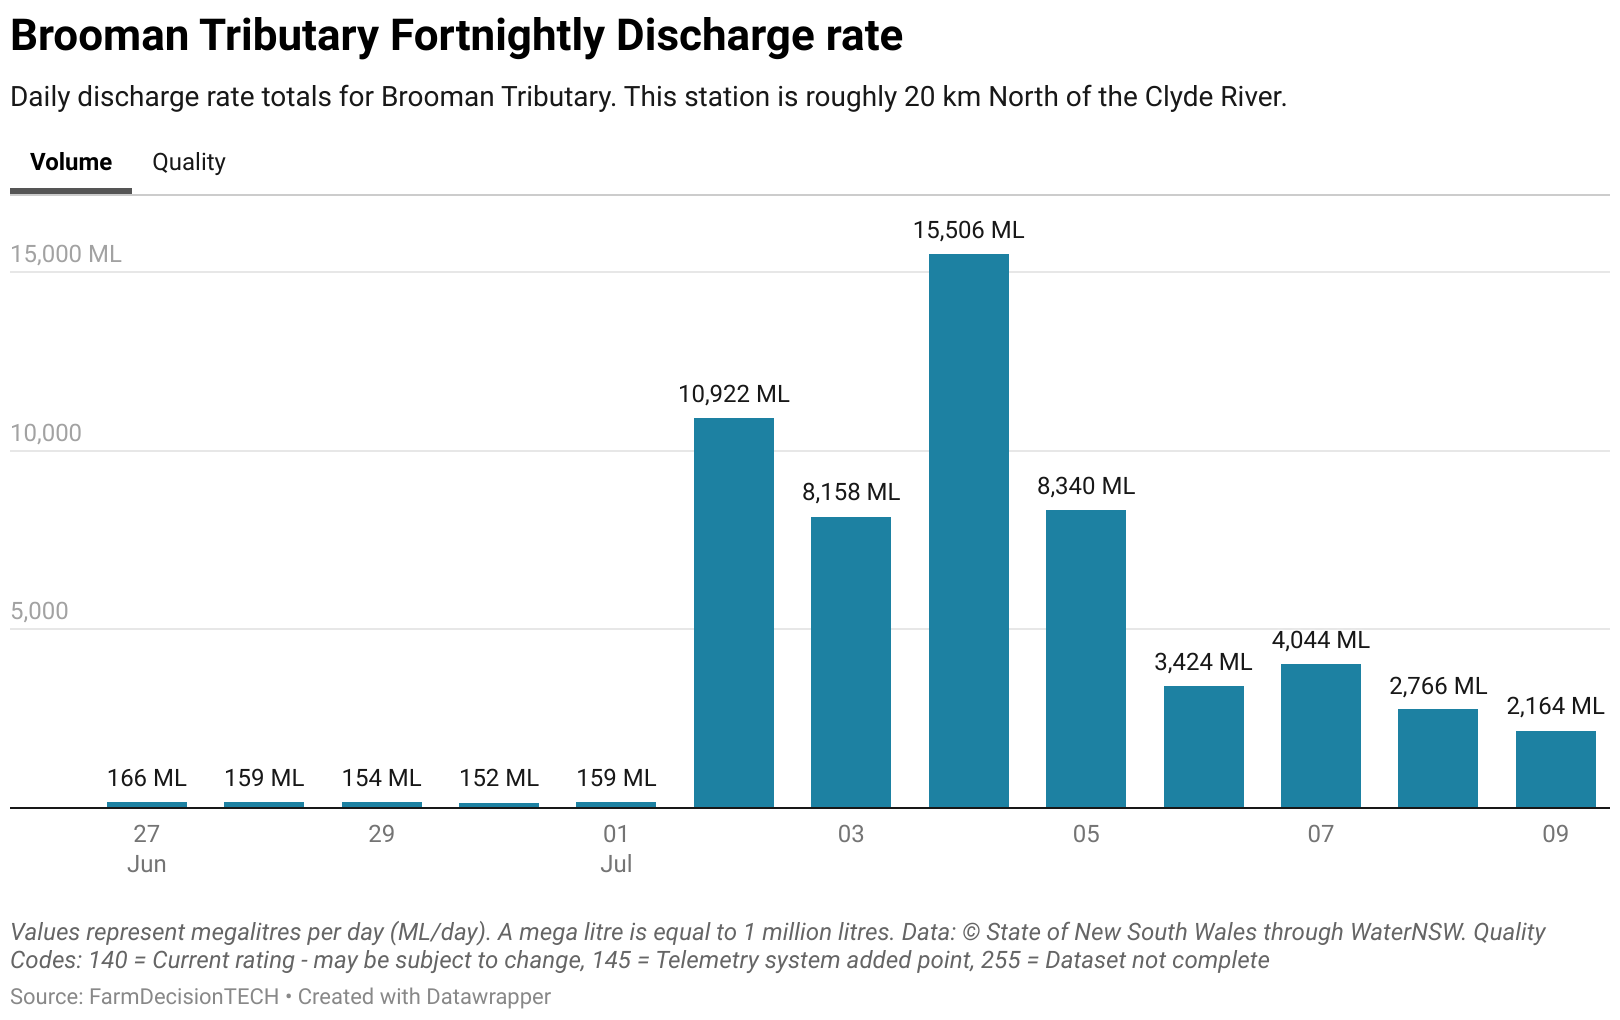 Brooman Tributary Fortnightly Discharge rate
Daily discharge rate totals for Brooman Tributary. This station is roughly 20 km North of the Clyde River.
Volume Quality
15,000 ML
10,000
5,000
166 ML
159 ML
154 ML
152 ML
159 ML
10,922 ML
8,158 ML
15,506 ML
8,340 ML
3,424 ML
4,044 ML
2,766 ML
2,164 ML
27 29 01 03 05 07 09
Jun Jul
Values represent megalitres per day (ML/day). A mega litre is equal to 1 million litres. Data: © State of New South Wales through WaterNSW. Quality
Codes: 140 = Current rating - may be subject to change, 145 = Telemetry system added point, 255 = Dataset not complete
Source: FarmDecisionTECH • Created with Datawrapper